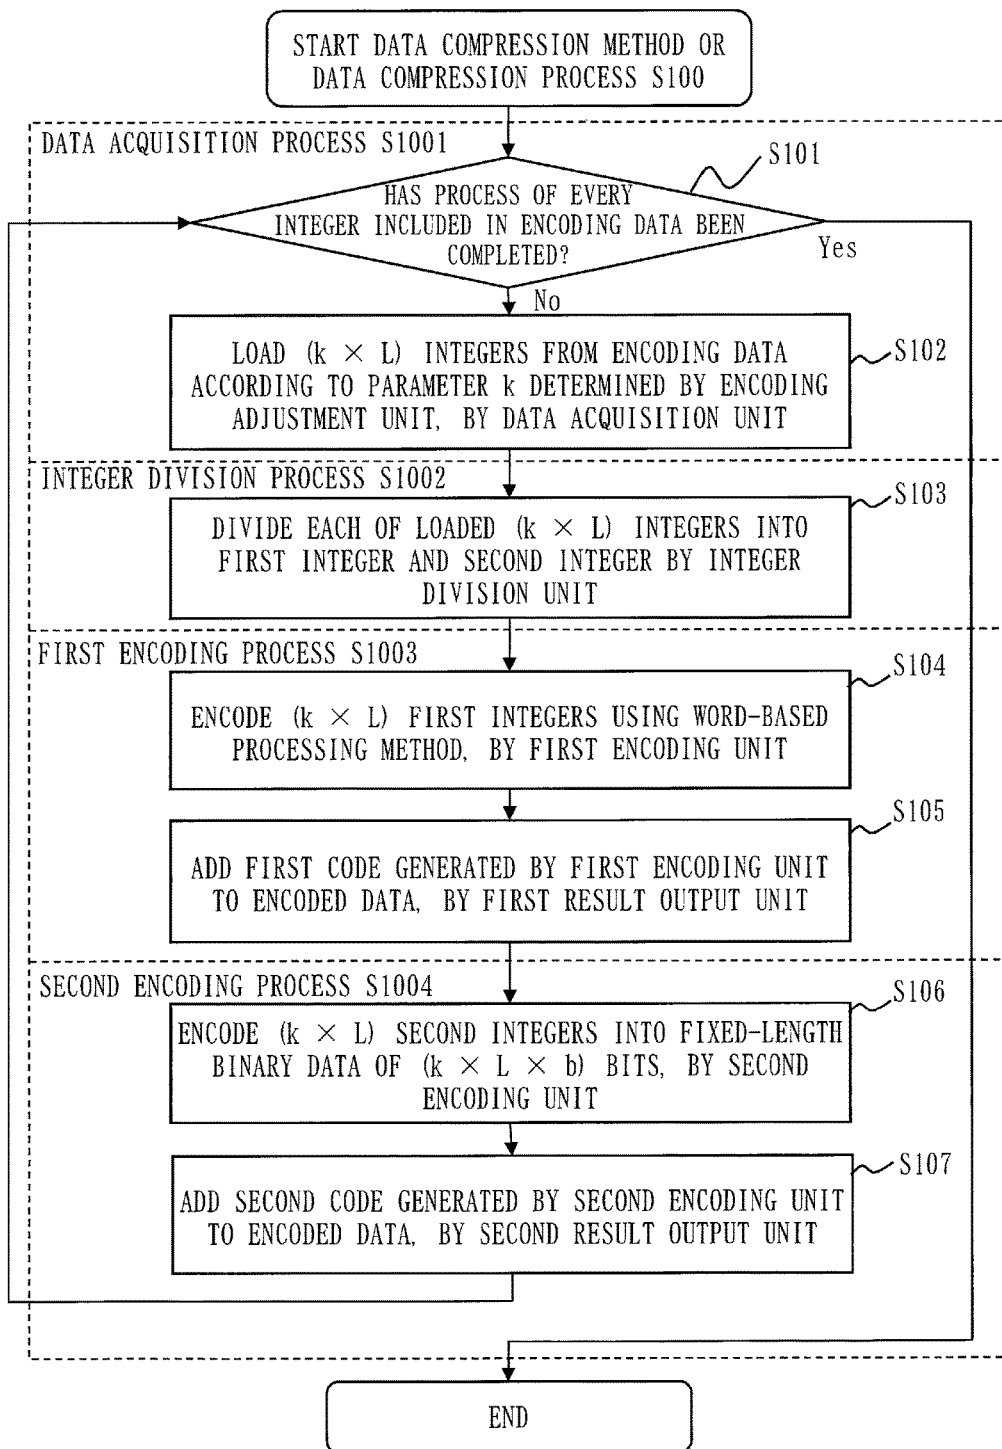 START DATA COMPRESSION METHOD OR
DATA COMPRESSION PROCESS S100
DATA ACQUISITION PROCESS S1001
S101
HAS PROCESS OF EVERY
INTEGER INCLUDED IN ENCODING DATA BEEN
COMPLETED?
Yes
No
S102
LOAD (k × L) INTEGERS FROM ENCODING DATA
ACCORDING TO PARAMETER k DETERMINED BY ENCODING
ADJUSTMENT UNIT, BY DATA ACQUISITION UNIT
INTEGER DIVISION PROCESS S1002
S103
DIVIDE EACH OF LOADED (k × L) INTEGERS INTO
FIRST INTEGER AND SECOND INTEGER BY INTEGER
DIVISION UNIT
FIRST ENCODING PROCESS S1003
S104
ENCODE (k × L) FIRST INTEGERS USING WORD-BASED
PROCESSING METHOD, BY FIRST ENCODING UNIT
S105
ADD FIRST CODE GENERATED BY FIRST ENCODING UNIT
TO ENCODED DATA, BY FIRST RESULT OUTPUT UNIT
SECOND ENCODING PROCESS S1004
S106
ENCODE (k × L) SECOND INTEGERS INTO FIXED-LENGTH
BINARY DATA OF (k × L × b) BITS, BY SECOND
ENCODING UNIT
S107
ADD SECOND CODE GENERATED BY SECOND ENCODING UNIT
TO ENCODED DATA, BY SECOND RESULT OUTPUT UNIT
END